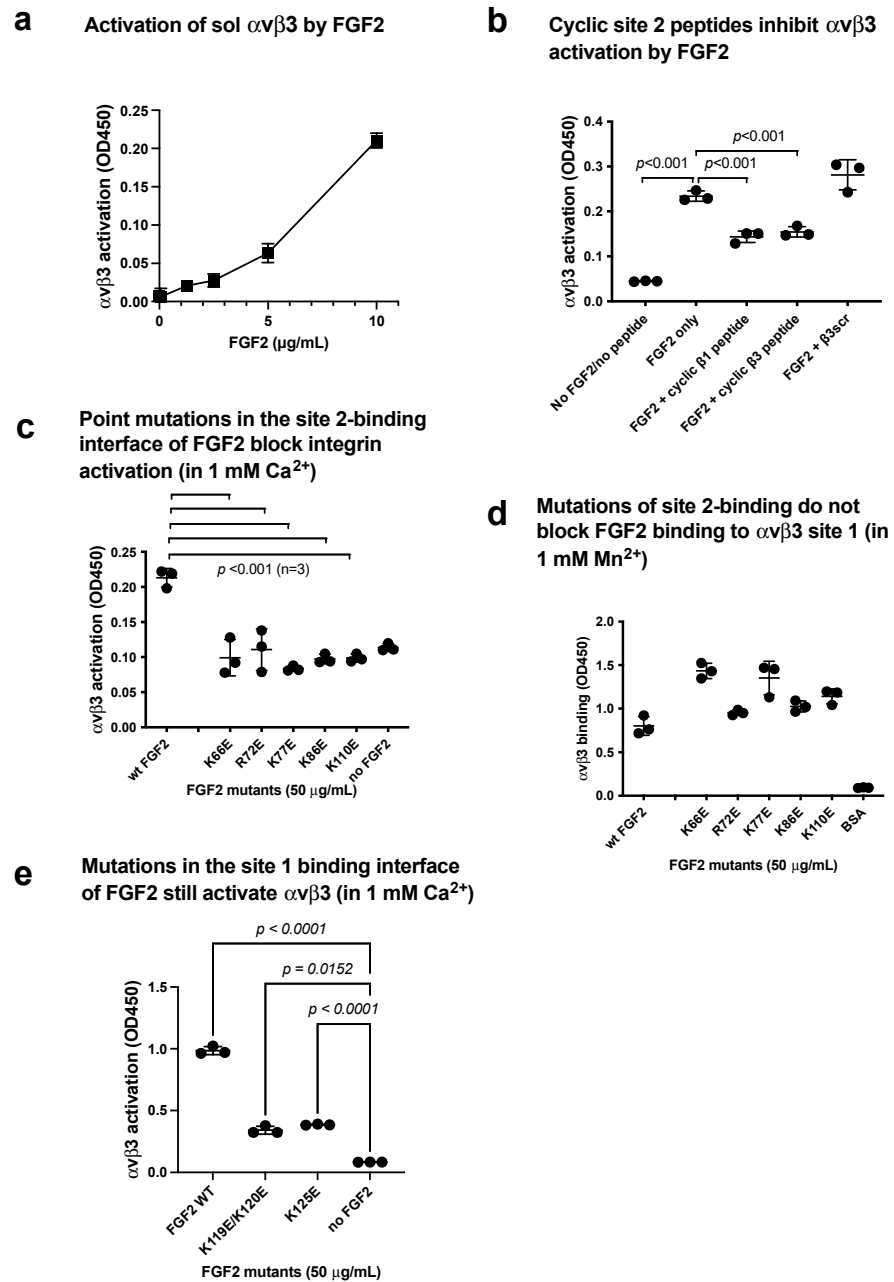 a
Activation of sol αvβ3 by FGF2
αvβ3 activation (OD450)
0.25
0.20
0.15
0.10
0.05
0.00
0 5 10
FGF2 (μg/mL)
b
Cyclic site 2 peptides inhibit αvβ3
activation by FGF2
αvβ3 activation (OD450)
0.4
0.3
0.2
0.1
0.0
p<0.001
p<0.001 p<0.001
No FGF2/no peptide
FGF2 only
FGF2 + cyclic β1 peptide
FGF2 + cyclic β3 peptide
FGF2 + β3scr
c
Point mutations in the site 2-binding
interface of FGF2 block integrin
activation (in 1 mM Ca2+)
αvβ3 activation (OD450)
0.25
0.20
0.15
0.10
0.05
0.00
p <0.001 (n=3)
wt FGF2
K66E
R72E
K77E
K86E
K110E
no FGF2
FGF2 mutants (50 μg/mL)
d
Mutations of site 2-binding do not
block FGF2 binding to αvβ3 site 1 (in
1 mM Mn2+)
αvβ3 binding (OD450)
2.0
1.5
1.0
0.5
0.0
wt FGF2
K66E
R72E
K77E
K86E
K110E
BSA
FGF2 mutants (50 μg/mL)
e
Mutations in the site 1 binding interface
of FGF2 still activate αvβ3 (in 1 mM Ca2+)
αvβ3 activation (OD450)
1.5
1.0
0.5
0.0
p < 0.0001
p = 0.0152
p < 0.0001
FGF2 WT
K119E/K120E
K125E
no FGF2
FGF2 mutants (50 μg/mL)